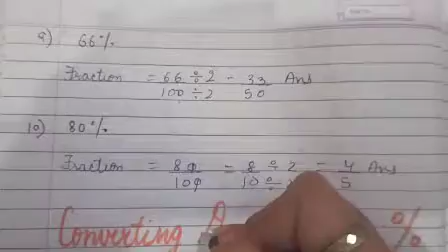 9) 66%
Fraction = 66 ÷ 2 = 33 Ans
100 ÷ 2 50
10) 80%
Fraction = 80 = 8 ÷ 2 = 4 Ans
100 10 ÷ 5
Converting
%